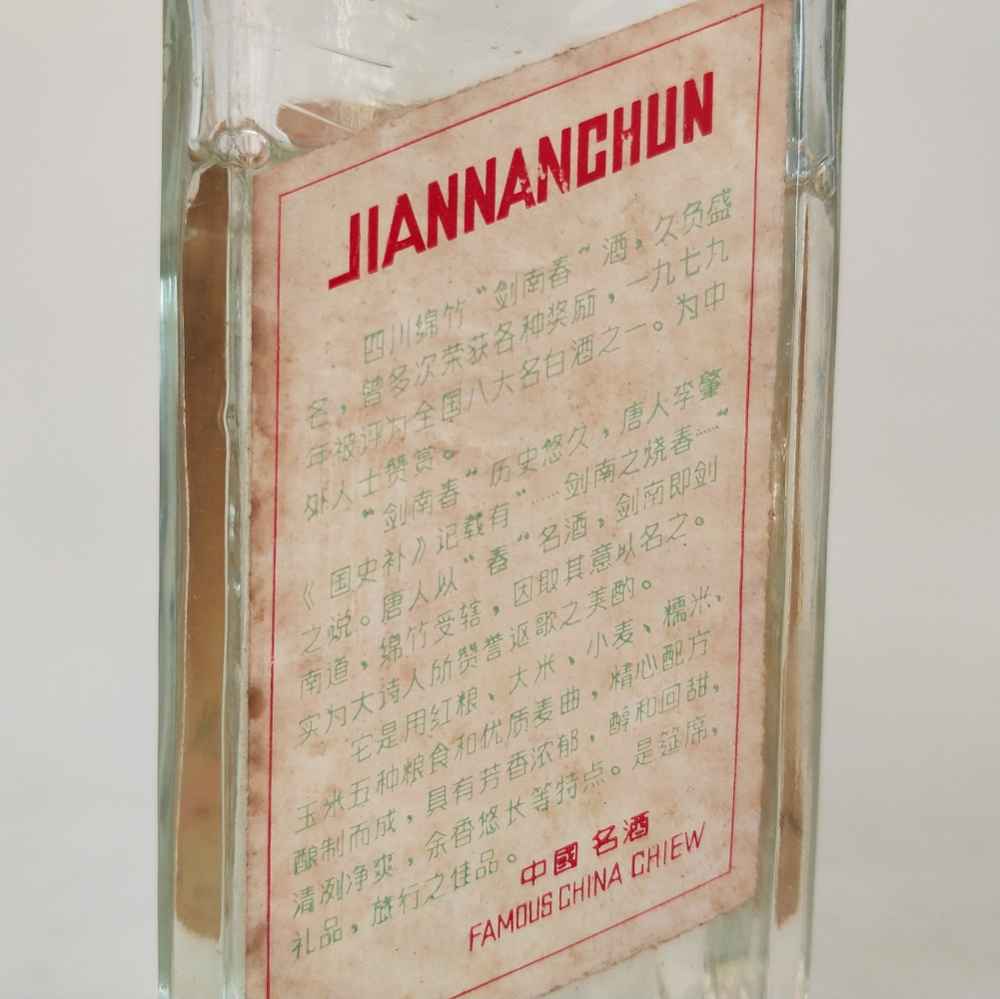 JIANNANCHUN
四川绵竹“剑南春”酒，久负盛
名，曾多次荣获各种奖励，一九七九
年被评为全国八大名白酒之一。为中
外人士赞赏。
“剑南春”历史悠久，唐人李肇
《国史补》记载有“……剑南之烧春……”
之说。唐人以“春”名酒，剑南即剑
南道，绵竹受辖，因取其意以名之。
实为大诗人所赞誉讴歌之美酌。
它是用红粮、大米、小麦、糯米、
玉米五种粮食和优质麦曲，精心配方
酿制而成，具有芳香浓郁，醇和回甜，
清冽净爽，余香悠长等特点。是筵席，
礼品，旅行之佳品。
中國名酒
FAMOUS CHINA CHIEW